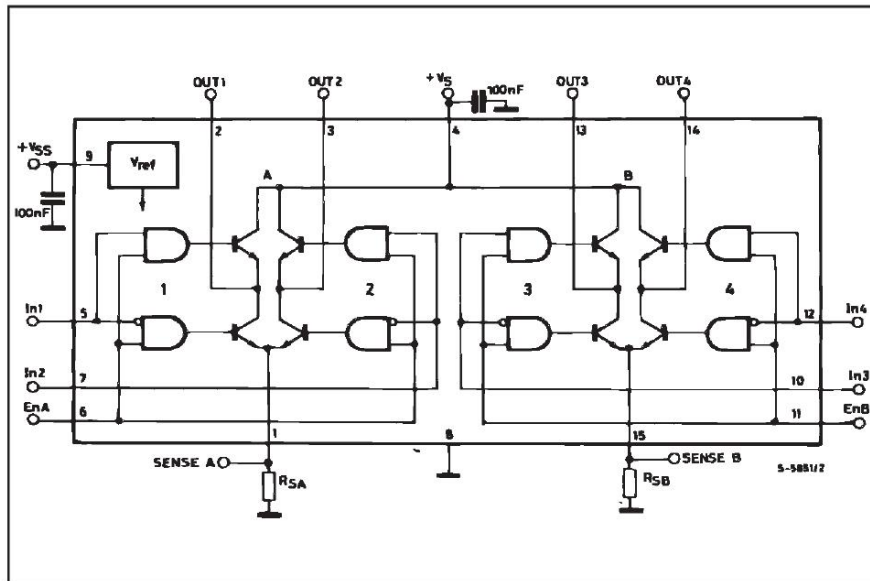 OUT1
OUT2
+VS
100nF
OUT3
OUT4
2
3
4
13
14
+VSS
9
Vref
100nF
A
B
1
2
3
4
In1
5
12
In4
In2
7
10
In3
EnA
6
11
EnB
1
8
15
SENSE A
RSA
SENSE B
RSB
S-5851/2